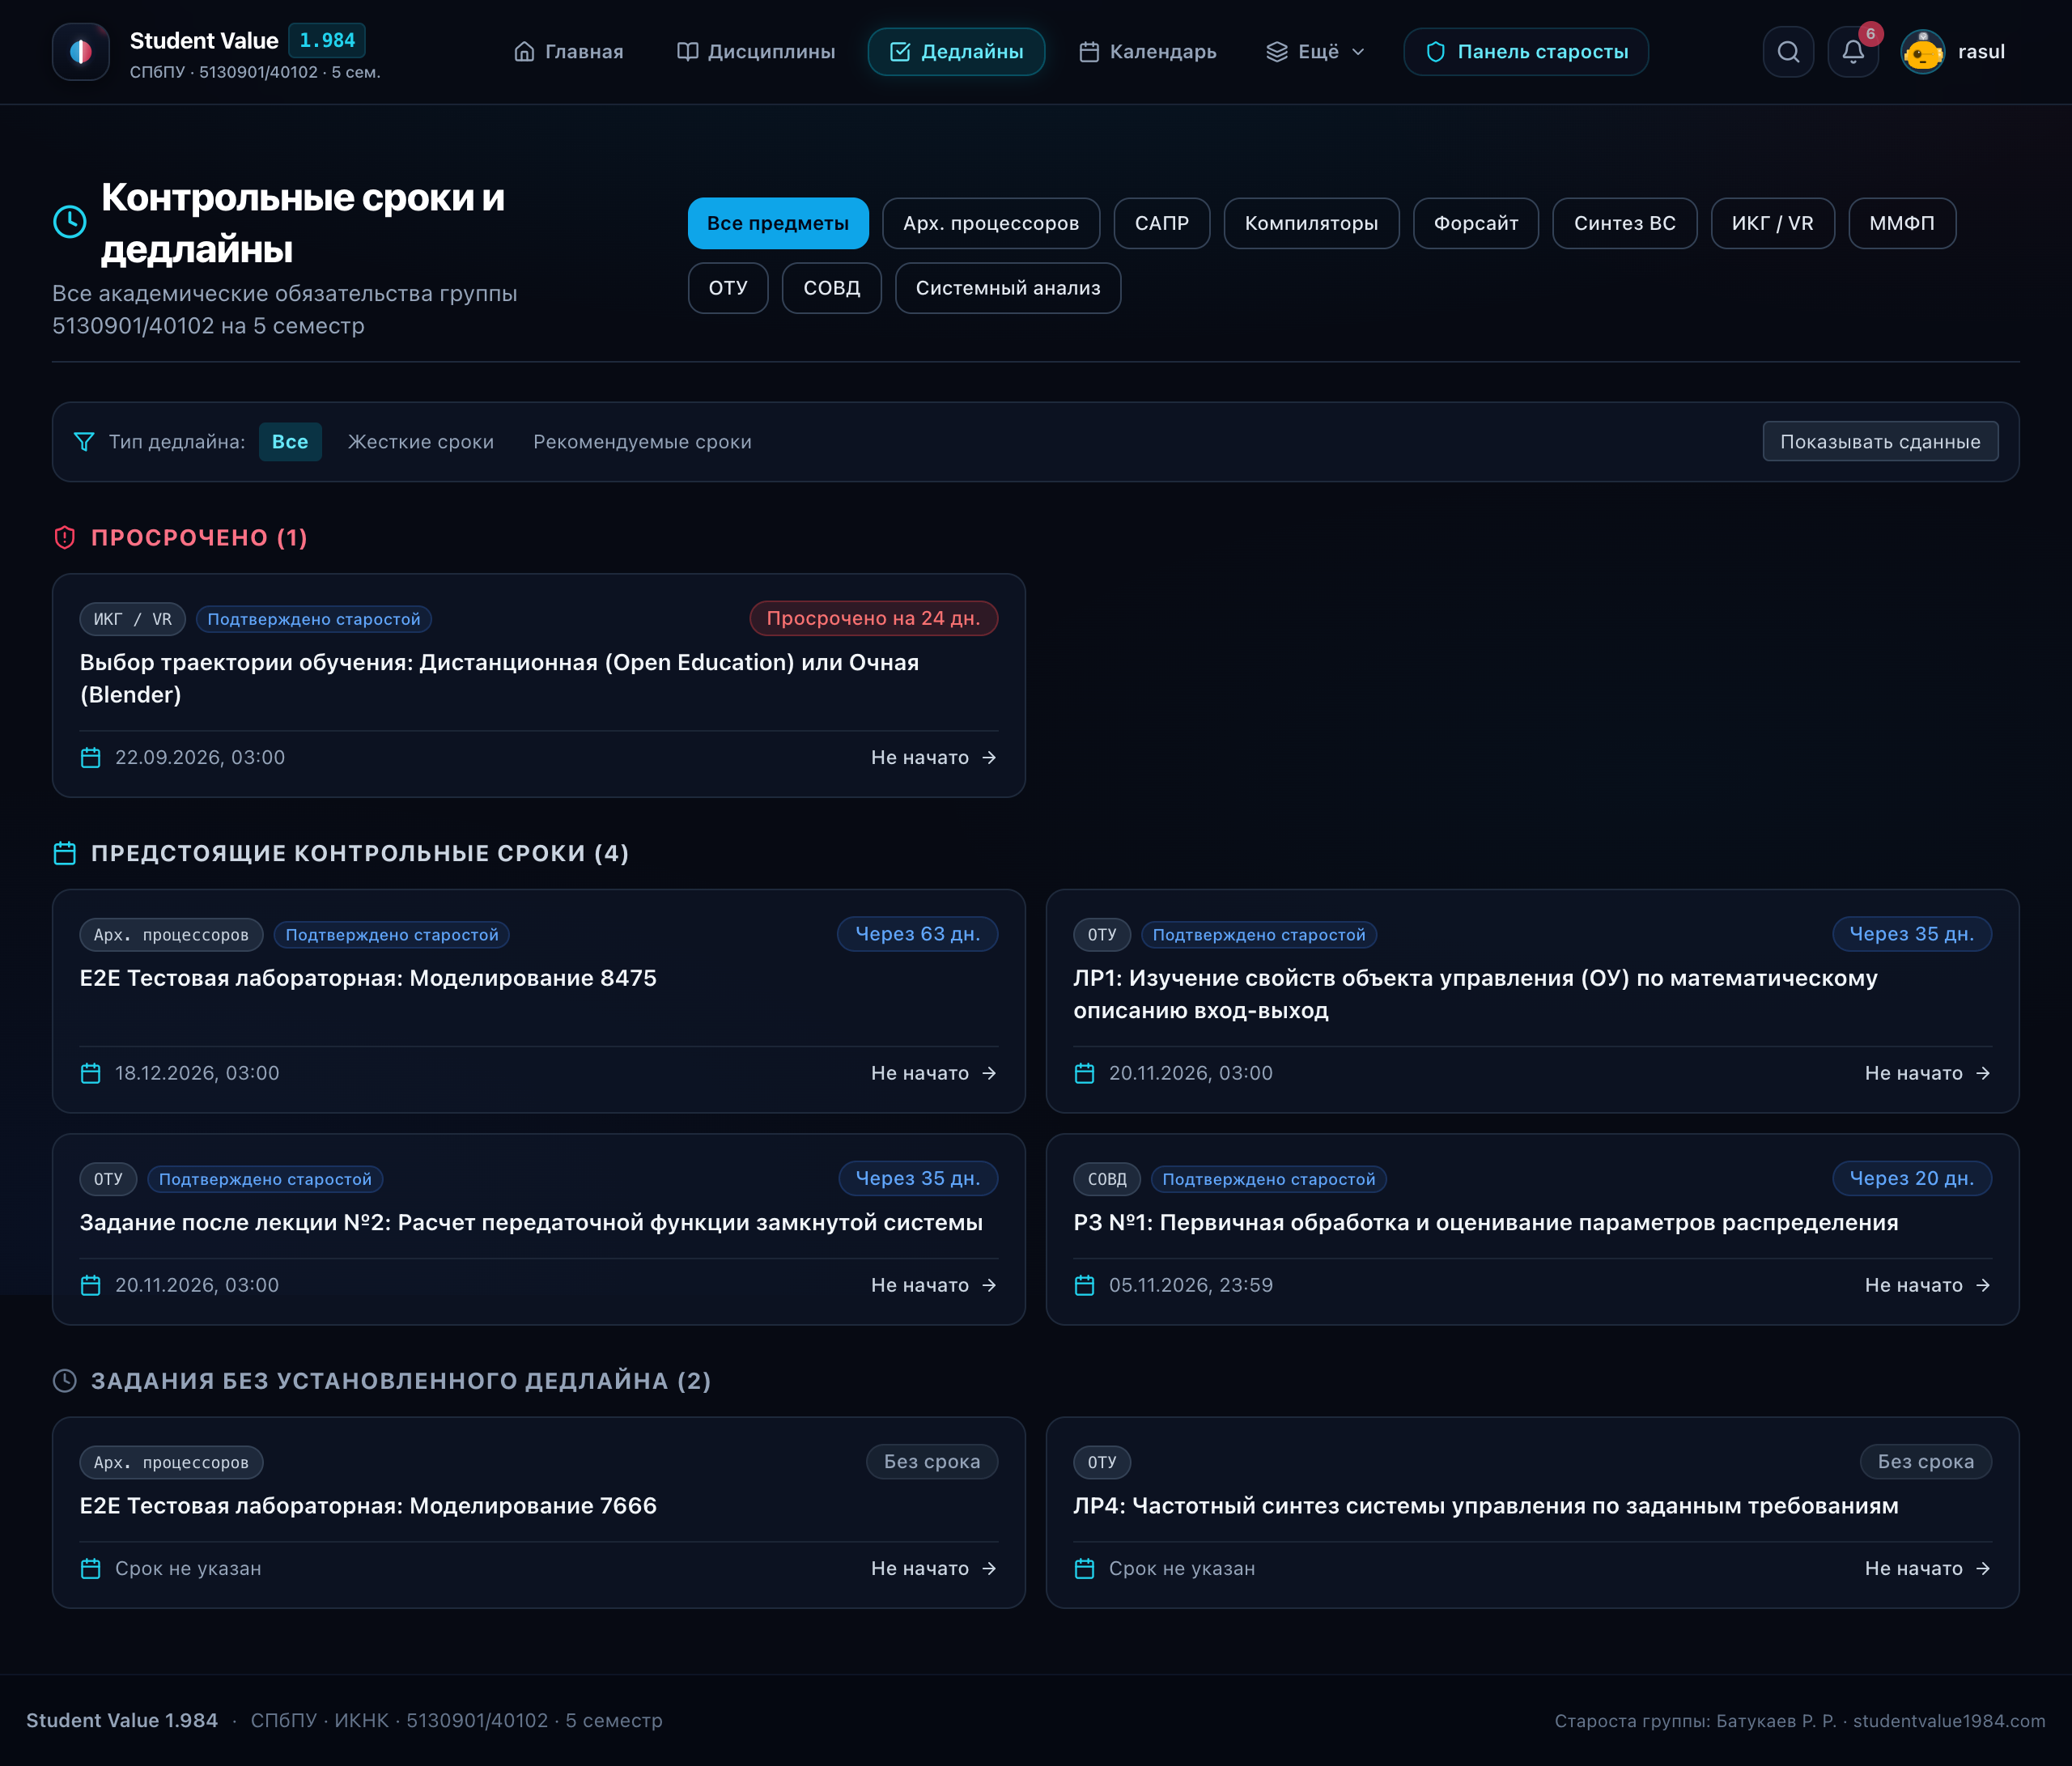 Student Value 1.984
СПбПУ · 5130901/40102 · 5 сем.
Главная
Дисциплины
Дедлайны
Календарь
Ещё
Панель старосты
6
rasul
Контрольные сроки и
дедлайны
Все академические обязательства группы
5130901/40102 на 5 семестр
Все предметы
Арх. процессоров
САПР
Компиляторы
Форсайт
Синтез ВС
ИКГ / VR
ММФП
ОТУ
СОВД
Системный анализ
Тип дедлайна:
Все
Жесткие сроки
Рекомендуемые сроки
Показывать сданные
ПРОСРОЧЕНО (1)
ИКГ / VR
Подтверждено старостой
Просрочено на 24 дн.
Выбор траектории обучения: Дистанционная (Open Education) или Очная
(Blender)
22.09.2026, 03:00
Не начато
ПРЕДСТОЯЩИЕ КОНТРОЛЬНЫЕ СРОКИ (4)
Арх. процессоров
Подтверждено старостой
Через 63 дн.
E2E Тестовая лабораторная: Моделирование 8475
18.12.2026, 03:00
Не начато
ОТУ
Подтверждено старостой
Через 35 дн.
ЛР1: Изучение свойств объекта управления (ОУ) по математическому
описанию вход-выход
20.11.2026, 03:00
Не начато
ОТУ
Подтверждено старостой
Через 35 дн.
Задание после лекции №2: Расчет передаточной функции замкнутой системы
20.11.2026, 03:00
Не начато
СОВД
Подтверждено старостой
Через 20 дн.
РЗ №1: Первичная обработка и оценивание параметров распределения
05.11.2026, 23:59
Не начато
ЗАДАНИЯ БЕЗ УСТАНОВЛЕННОГО ДЕДЛАЙНА (2)
Арх. процессоров
Без срока
E2E Тестовая лабораторная: Моделирование 7666
Срок не указан
Не начато
ОТУ
Без срока
ЛР4: Частотный синтез системы управления по заданным требованиям
Срок не указан
Не начато
Student Value 1.984 · СПбПУ · ИКНК · 5130901/40102 · 5 семестр
Староста группы: Батукаев Р. Р. · studentvalue1984.com